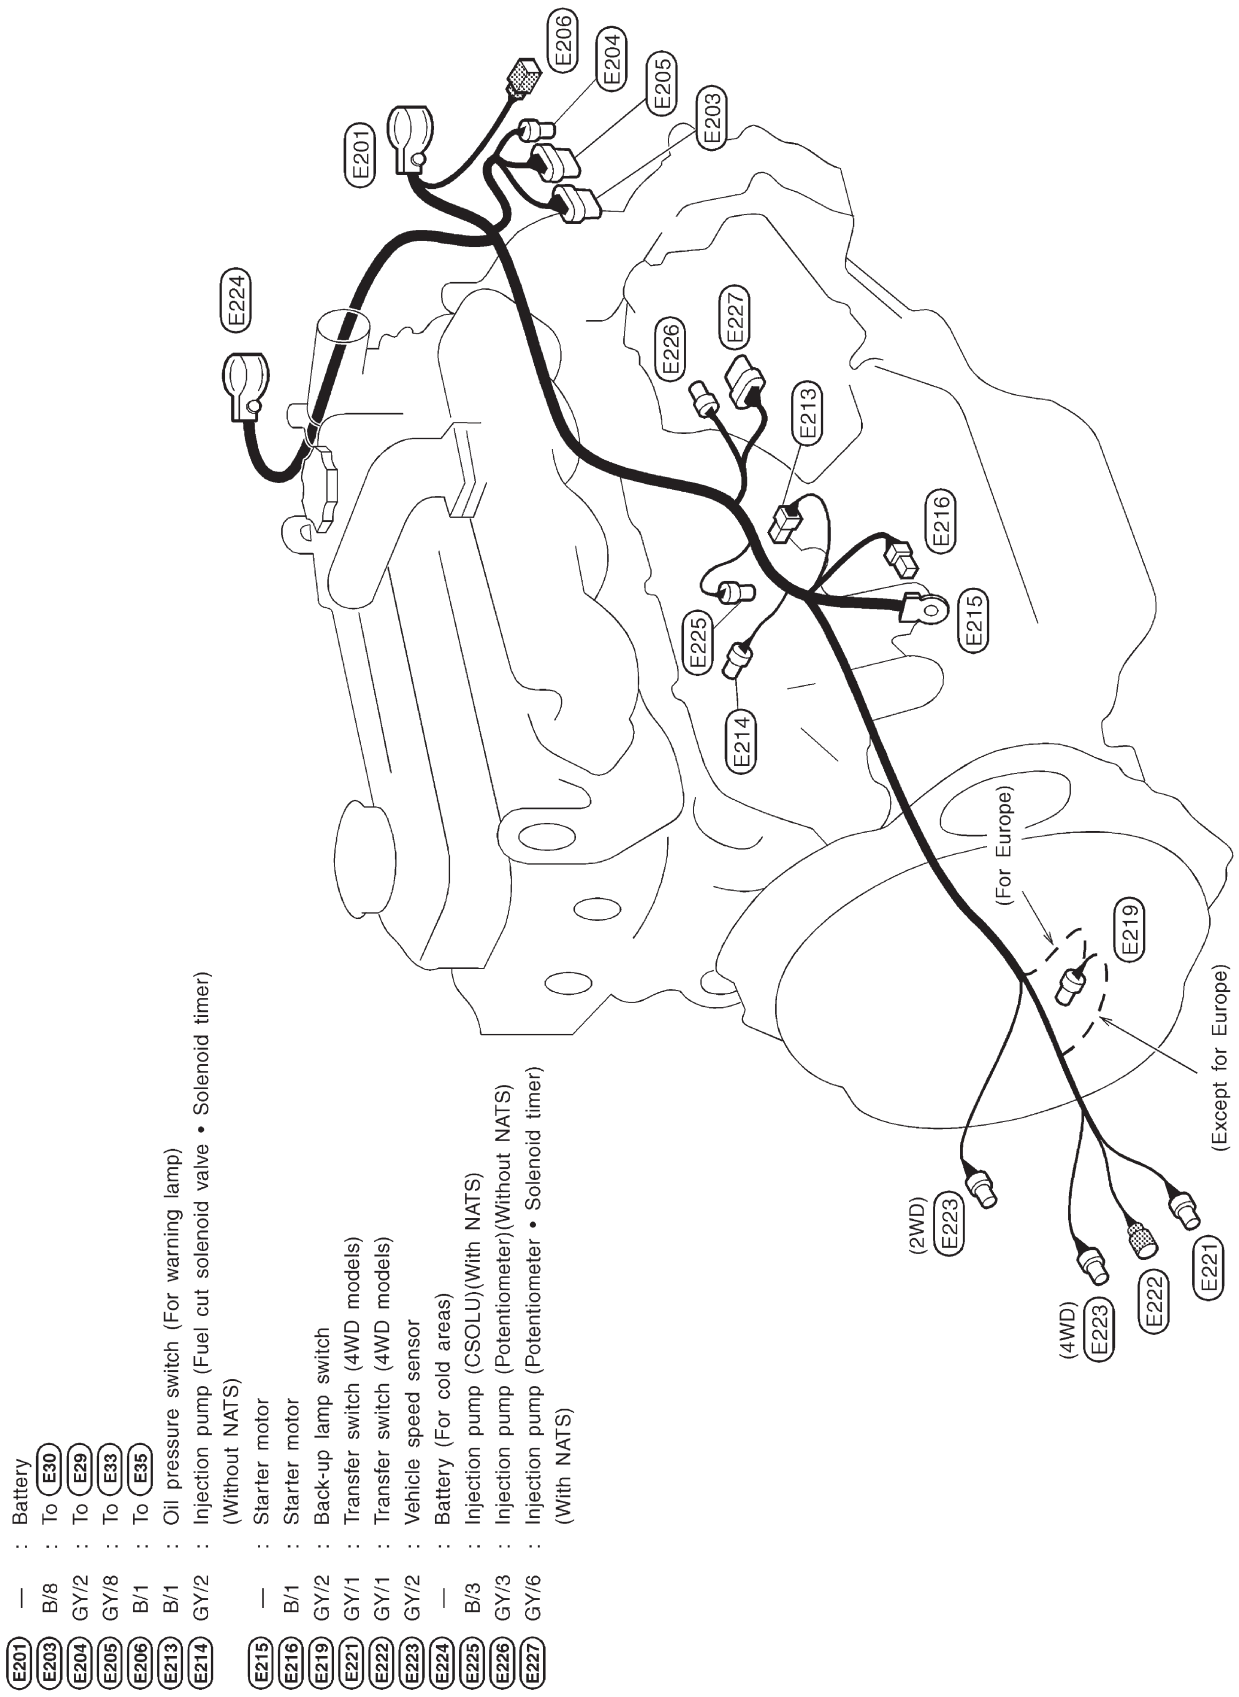 E201 — : Battery
E203 B/8 : To E30
E204 GY/2 : To E29
E205 GY/8 : To E33
E206 B/1 : To E35
E213 B/1 : Oil pressure switch (For warning lamp)
E214 GY/2 : Injection pump (Fuel cut solenoid valve • Solenoid timer)
(Without NATS)
E215 — : Starter motor
E216 B/1 : Starter motor
E219 GY/2 : Back-up lamp switch
E221 GY/1 : Transfer switch (4WD models)
E222 GY/1 : Transfer switch (4WD models)
E223 GY/2 : Vehicle speed sensor
E224 — : Battery (For cold areas)
E225 B/3 : Injection pump (CSOLU)(With NATS)
E226 GY/3 : Injection pump (Potentiometer)(Without NATS)
E227 GY/6 : Injection pump (Potentiometer • Solenoid timer)
(With NATS)
E224
E201
E206
E204
E205
E203
E226
E227
E213
E216
E215
E225
E214
(For Europe)
E219
(Except for Europe)
(2WD)
E223
(4WD)
E223
E222
E221